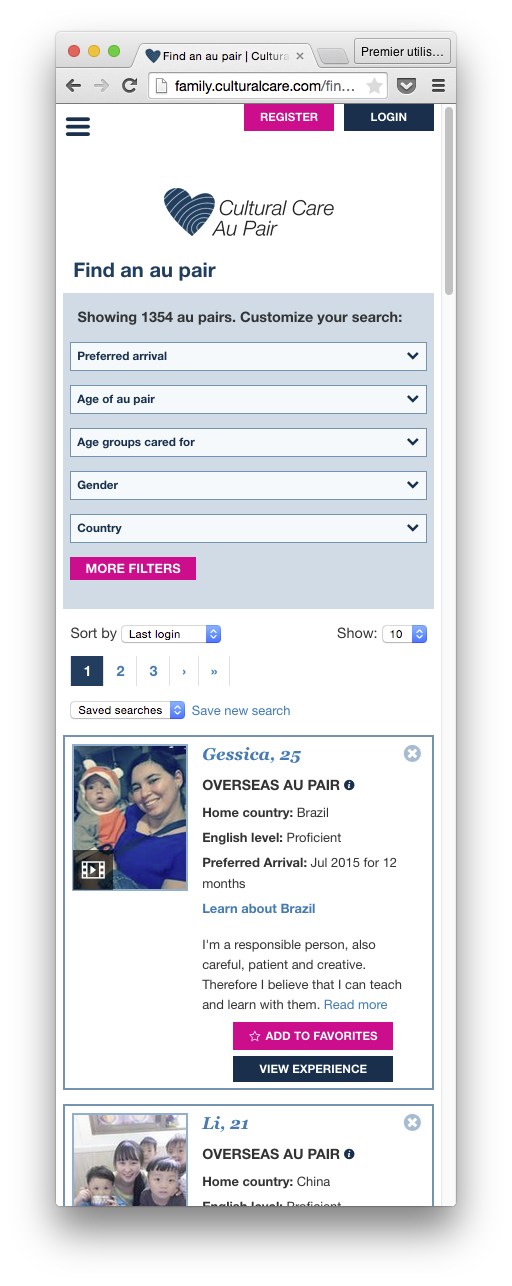 Find an au pair | Cultura
Premier utilis...
family.culturalcare.com/fin...
REGISTER
LOGIN
Cultural Care
Au Pair
Find an au pair
Showing 1354 au pairs. Customize your search:
Preferred arrival
Age of au pair
Age groups cared for
Gender
Country
MORE FILTERS
Sort by Last login Show: 10
1 2 3 › »
Saved searches Save new search
Gessica, 25
OVERSEAS AU PAIR
Home country: Brazil
English level: Proficient
Preferred Arrival: Jul 2015 for 12
months
Learn about Brazil
I'm a responsible person, also
careful, patient and creative.
Therefore I believe that I can teach
and learn with them. Read more
ADD TO FAVORITES
VIEW EXPERIENCE
Li, 21
OVERSEAS AU PAIR
Home country: China
English level: Proficient